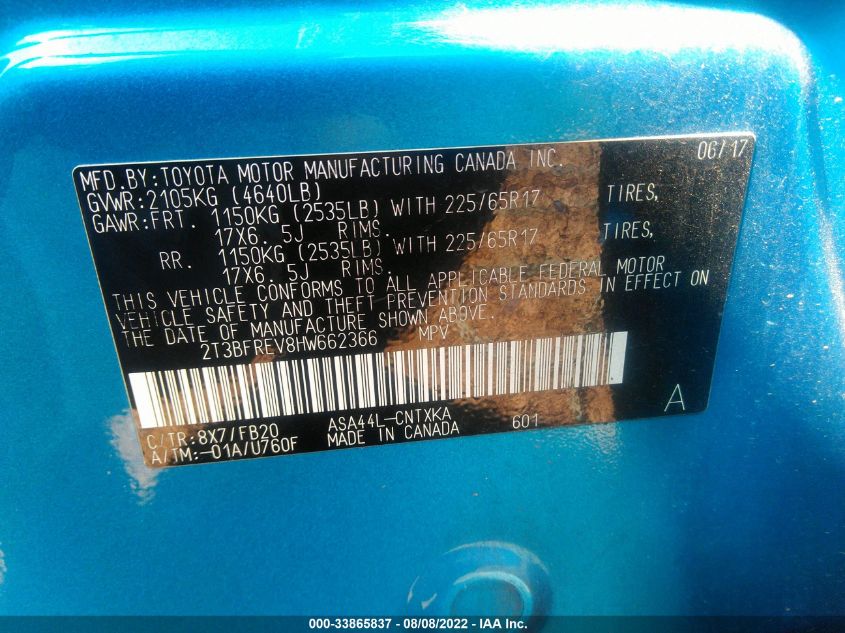 06/17
MFD.BY:TOYOTA MOTOR MANUFACTURING CANADA INC.
GVWR:2105KG (4640LB)
GAWR:FRT. 1150KG (2535LB) WITH 225/65R17 TIRES,
17X6. 5J RIMS.
RR. 1150KG (2535LB) WITH 225/65R17 TIRES,
17X6. 5J RIMS.
THIS VEHICLE CONFORMS TO ALL APPLICABLE FEDERAL MOTOR
VEHICLE SAFETY AND THEFT PREVENTION STANDARDS IN EFFECT ON
THE DATE OF MANUFACTURE SHOWN ABOVE.
2T3BFREV8HW662366 MPV
C/TR:8X7/FB20 ASA44L-CNTXKA
A/TM:-01A/U760F MADE IN CANADA 601
A
000-33865837 - 08/08/2022 - IAA Inc.